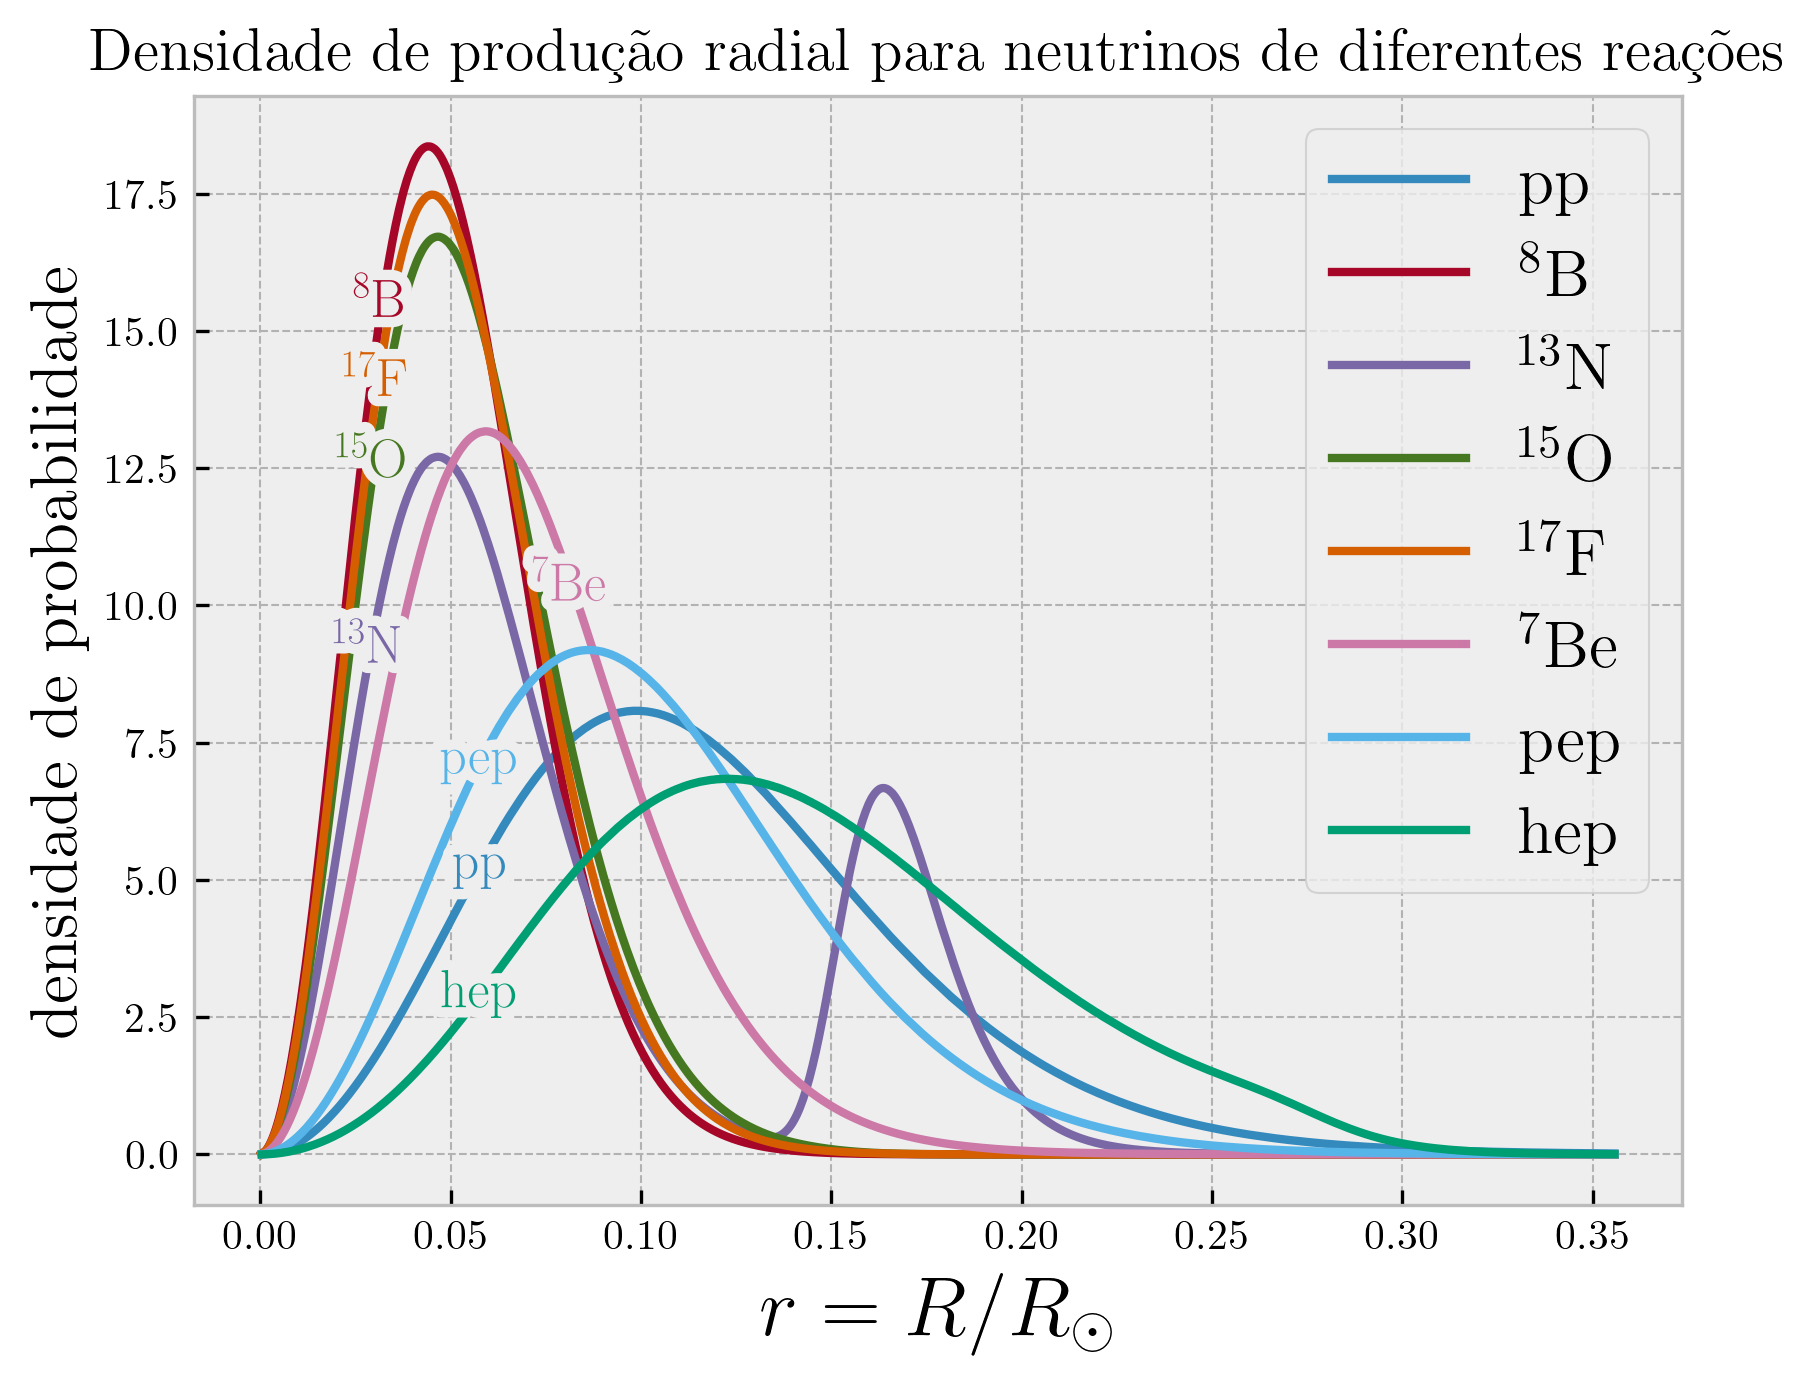 Densidade de produção radial para neutrinos de diferentes reações
densidade de probabilidade
17.5
15.0
12.5
10.0
7.5
5.0
2.5
0.0
⁸B
¹⁷F
¹⁵O
¹³N
⁷Be
pep
pp
hep
pp
⁸B
¹³N
¹⁵O
¹⁷F
⁷Be
pep
hep
0.00 0.05 0.10 0.15 0.20 0.25 0.30 0.35
r = R/R⊙